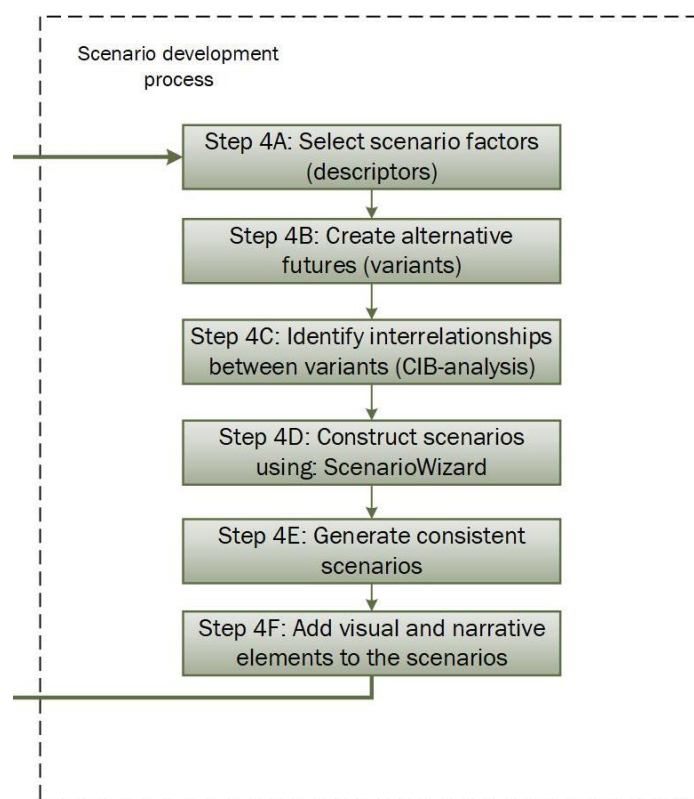 Scenario development
process
Step 4A: Select scenario factors
(descriptors)
Step 4B: Create alternative
futures (variants)
Step 4C: Identify interrelationships
between variants (CIB-analysis)
Step 4D: Construct scenarios
using: ScenarioWizard
Step 4E: Generate consistent
scenarios
Step 4F: Add visual and narrative
elements to the scenarios